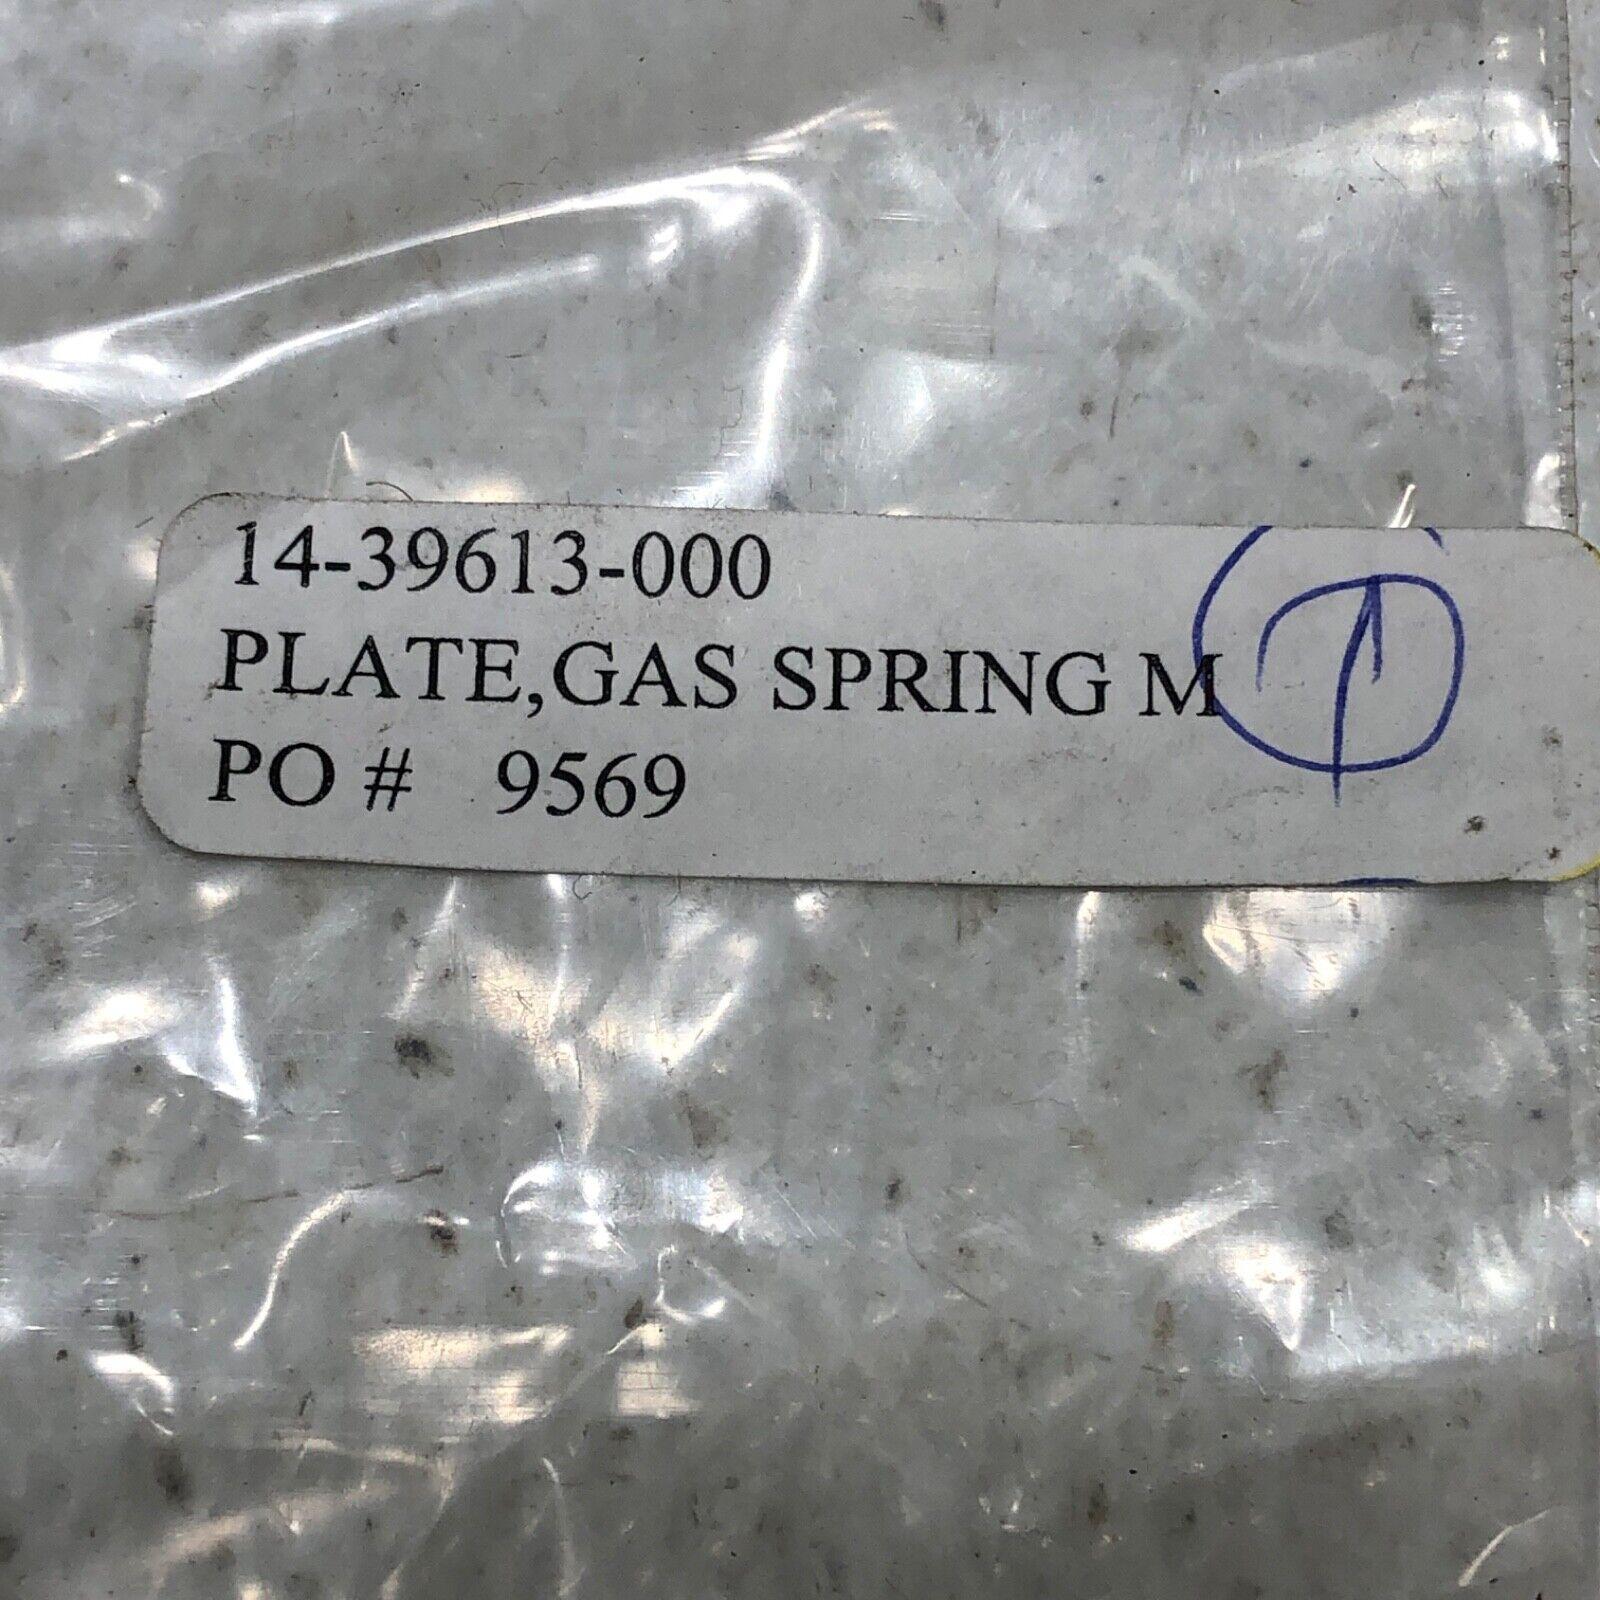 14-39613-000
PLATE,GAS SPRING M
PO # 9569